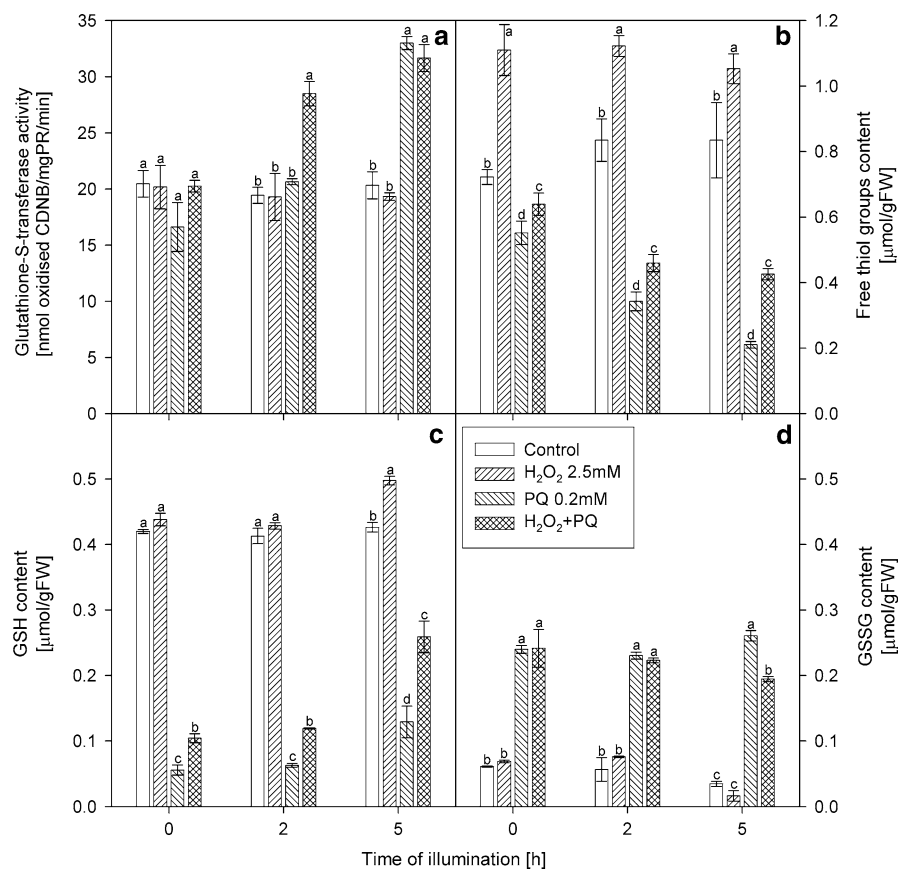 a
b
35
30
25
20
15
10
5
0
Glutathione-S-transferase activity
[nmol oxidised CDNB/mgPR/min]
a a a a
b b b a
b b a a
1.2
1.0
0.8
0.6
0.4
0.2
0.0
Free thiol groups content
[µmol/gFW]
b a d c
b a d c
b a d c
c
d
0.5
0.4
0.3
0.2
0.1
0.0
GSH content
[µmol/gFW]
a a c b
a a c b
b a d c
Control
H₂O₂ 2.5mM
PQ 0.2mM
H₂O₂+PQ
0.5
0.4
0.3
0.2
0.1
0.0
GSSG content
[µmol/gFW]
b b a a
b b a a
c c a b
0 2 5 0 2 5
Time of illumination [h]